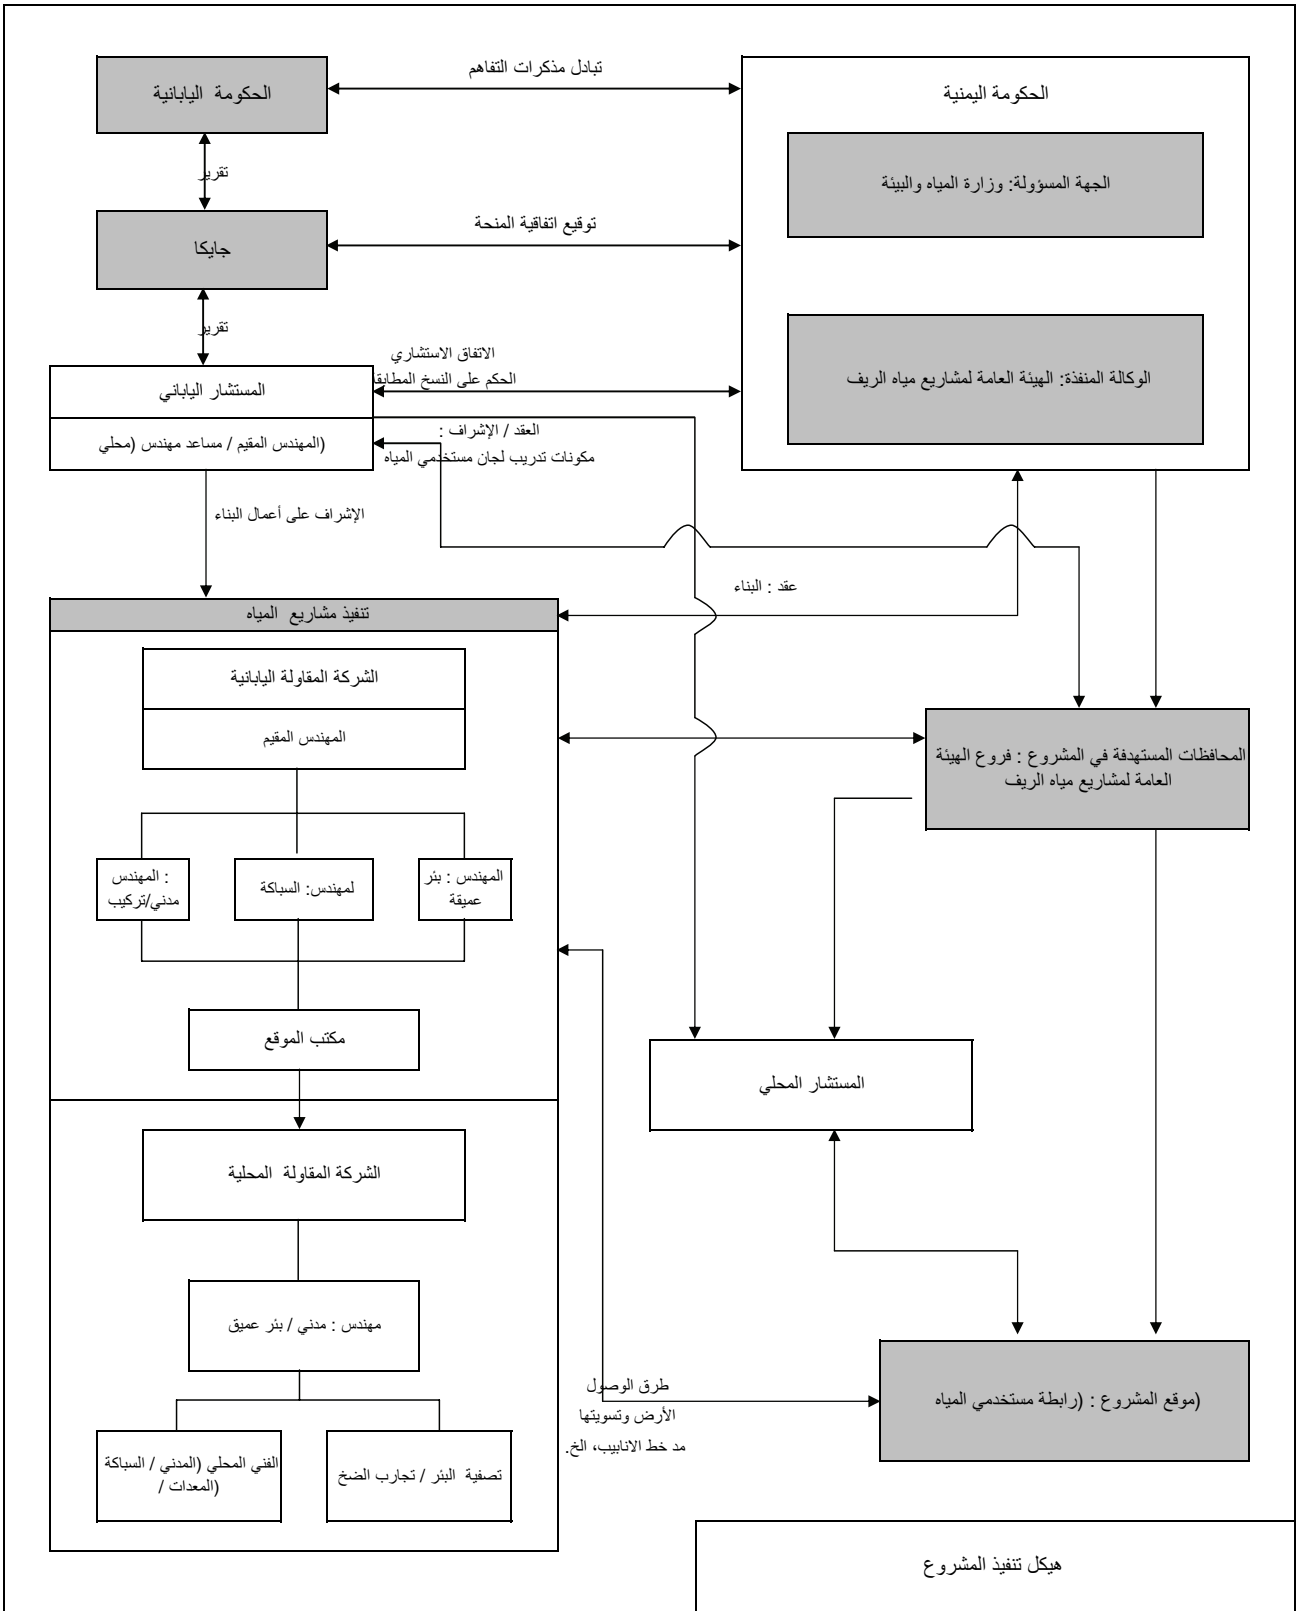 تبادل مذكرات التفاهم
الحكومة اليابانية
الحكومة اليمنية
تقرير
الجهة المسؤولة: وزارة المياه والبيئة
توقيع اتفاقية المنحة
جايكا
تقرير
الاتفاق الاستشاري
الحكم على النسخ المطابقة
الوكالة المنفذة: الهيئة العامة لمشاريع مياه الريف
المستشار الياباني
(المهندس المقيم / مساعد مهندس (محلي
العقد / الإشراف :
مكونات تدريب لجان مستخدمي المياه
الإشراف على أعمال البناء
عقد : البناء
تنفيذ مشاريع المياه
الشركة المقاولة اليابانية
المهندس المقيم
المحافظات المستهدفة في المشروع : فروع الهيئة
العامة لمشاريع مياه الريف
المهندس : بئر
عميقة
لمهندس: السباكة
المهندس :
مدني/تركيب
مكتب الموقع
المستشار المحلي
الشركة المقاولة المحلية
مهندس : مدني / بئر عميق
طرق الوصول
الأرض وتسويتها
مد خط الانابيب، الخ.
(موقع المشروع : (رابطة مستخدمي المياه
تصفية البئر / تجارب الضخ
الفني المحلي (المدني / السباكة
/ المعدات)
هيكل تنفيذ المشروع